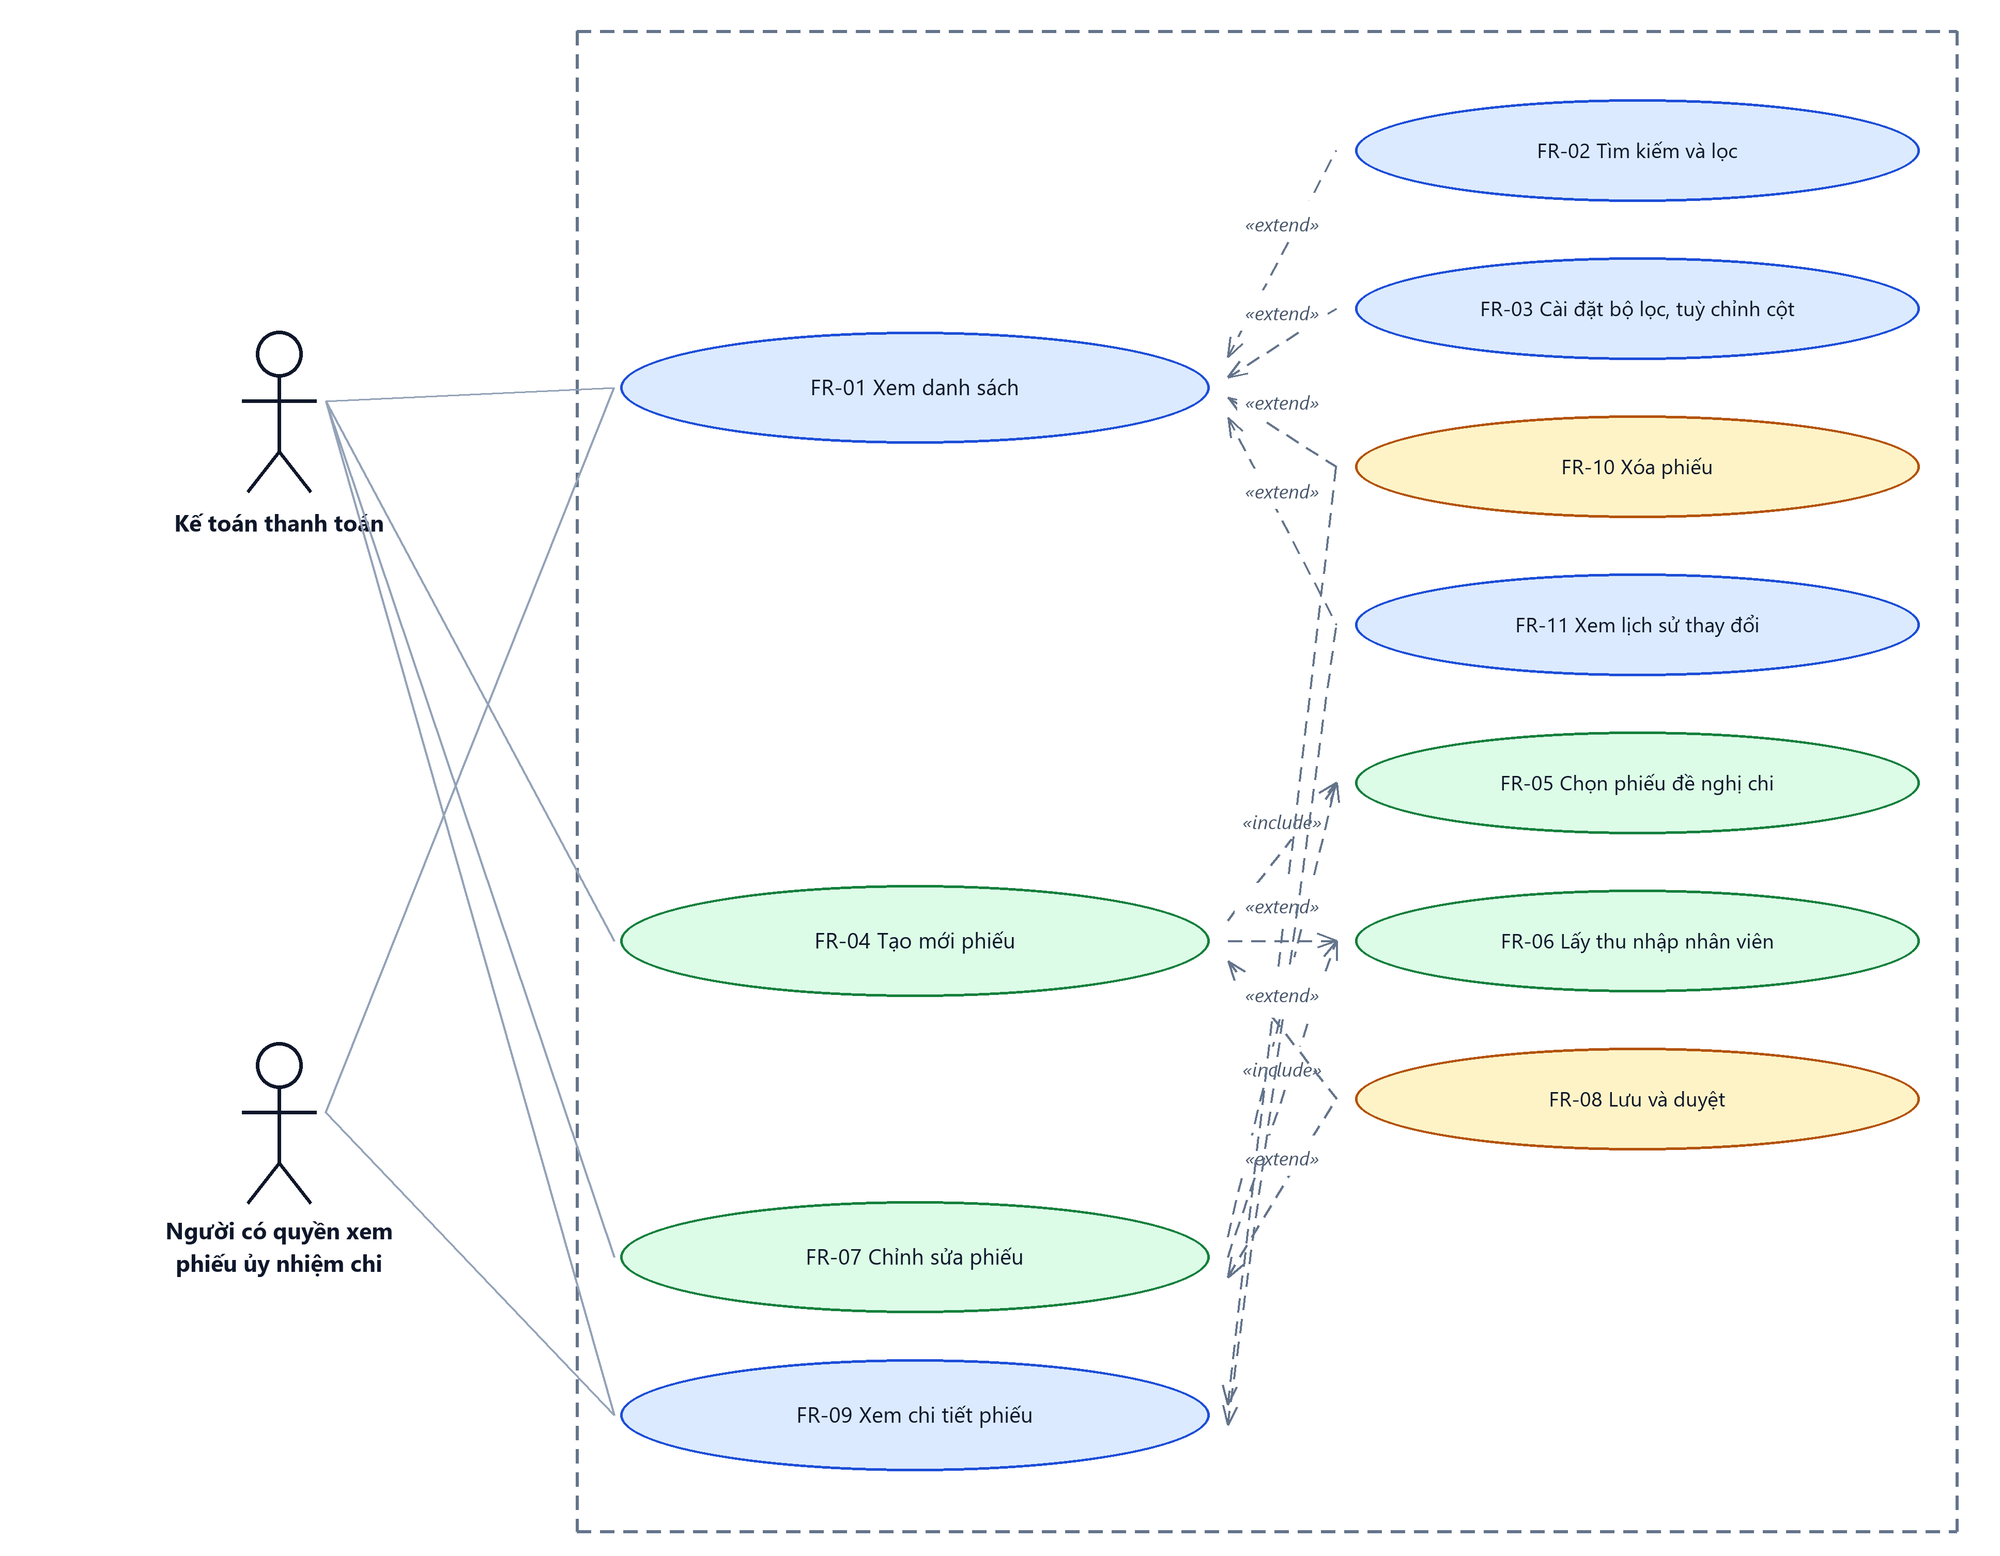 FR-02 Tìm kiếm và lọc
«extend»
FR-03 Cài đặt bộ lọc, tuỳ chỉnh cột
«extend»
FR-01 Xem danh sách
«extend»
FR-10 Xóa phiếu
«extend»
Kế toán thanh toán
FR-11 Xem lịch sử thay đổi
FR-05 Chọn phiếu đề nghị chi
«include»
«extend»
FR-04 Tạo mới phiếu
FR-06 Lấy thu nhập nhân viên
«extend»
«include»
FR-08 Lưu và duyệt
«extend»
Người có quyền xem
phiếu ủy nhiệm chi
FR-07 Chỉnh sửa phiếu
FR-09 Xem chi tiết phiếu